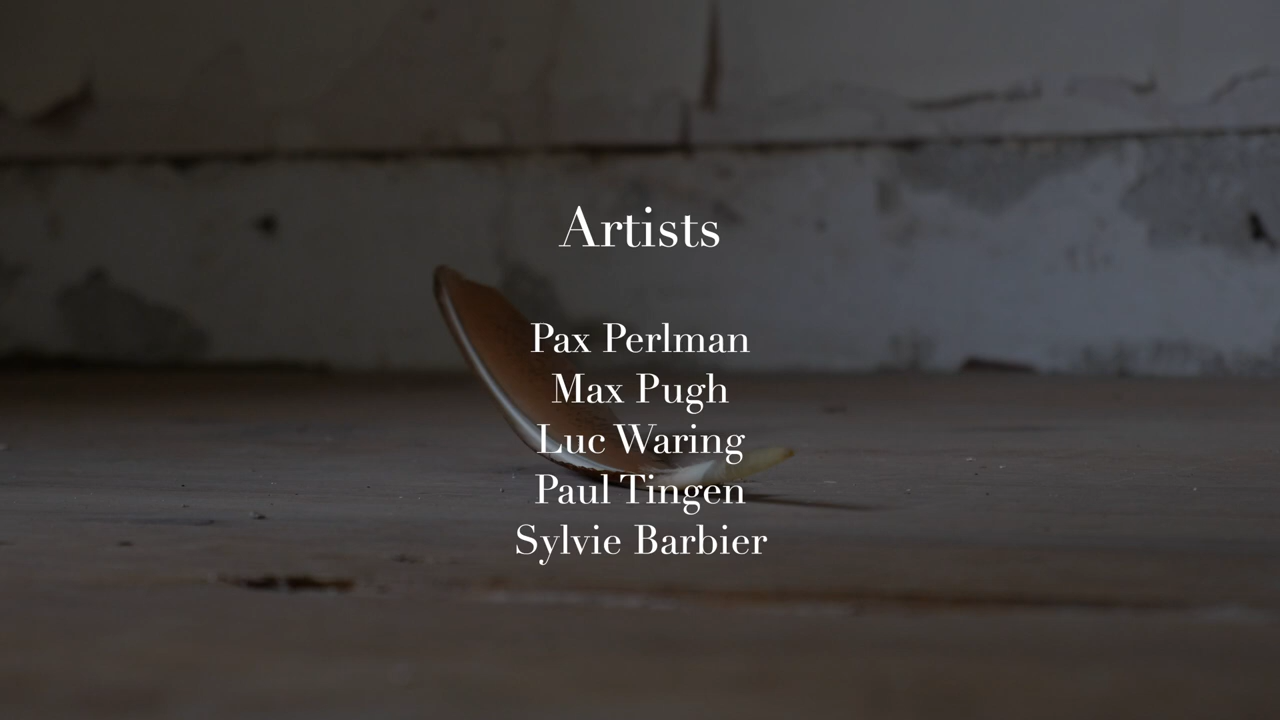 Artists
Pax Perlman
Max Pugh
Luc Waring
Paul Tingen
Sylvie Barbier